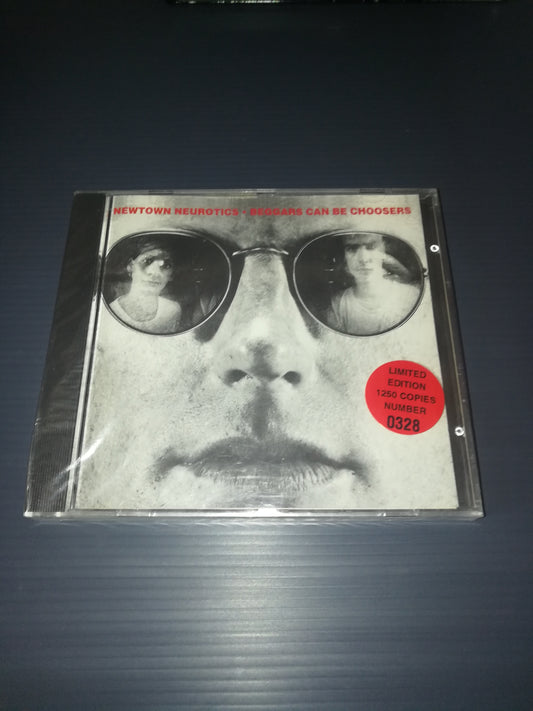 NEWTOWN NEUROTICS · BEGGARS CAN BE CHOOSERS
LIMITED
EDITION
1250 COPIES
NUMBER
0328